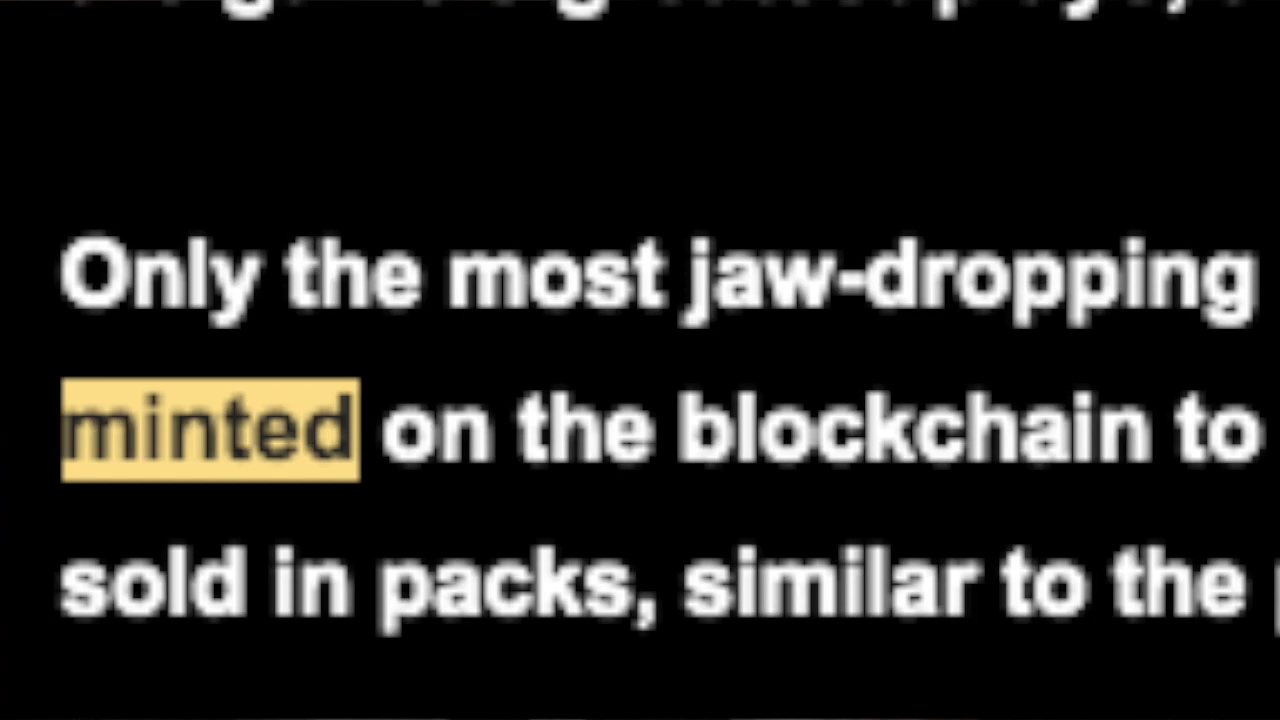 Only the most jaw-dropping
minted on the blockchain to
sold in packs, similar to the